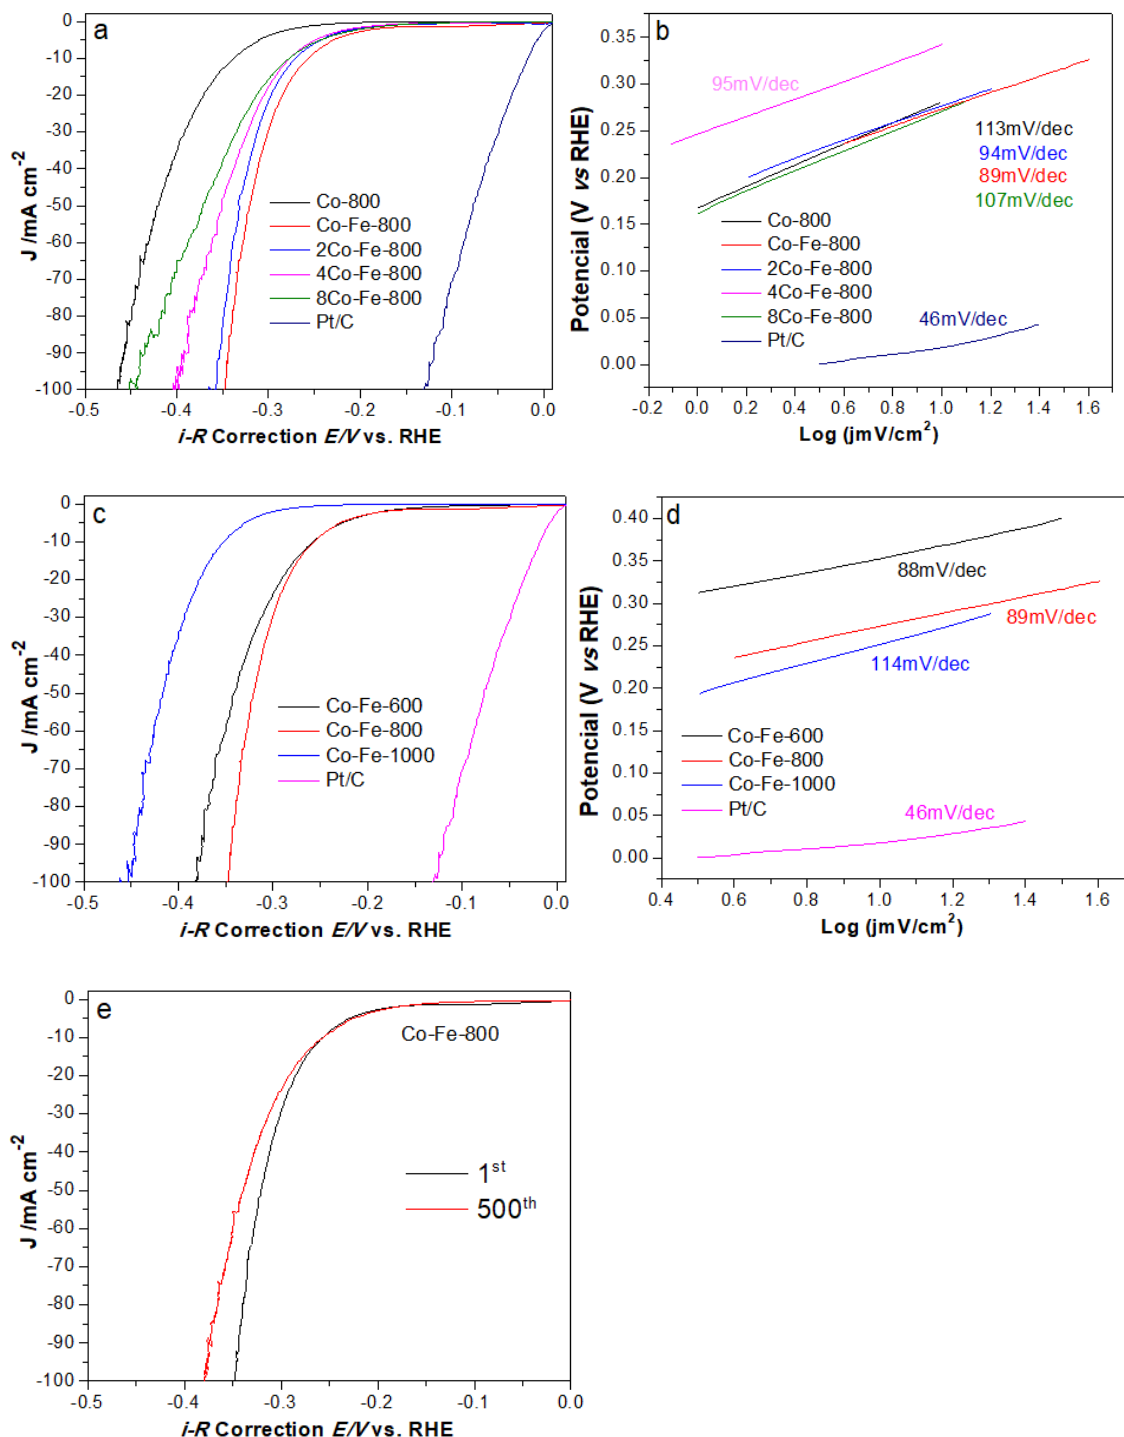 a
0
-10
-20
-30
-40
-50
-60
-70
-80
-90
-100
J /mA cm-2
Co-800
Co-Fe-800
2Co-Fe-800
4Co-Fe-800
8Co-Fe-800
Pt/C
-0.5 -0.4 -0.3 -0.2 -0.1 0.0
i-R Correction E/V vs. RHE
b
0.35
0.30
0.25
0.20
0.15
0.10
0.05
0.00
Potencial (V vs RHE)
95mV/dec
113mV/dec
94mV/dec
89mV/dec
107mV/dec
Co-800
Co-Fe-800
2Co-Fe-800
4Co-Fe-800
8Co-Fe-800
Pt/C
46mV/dec
-0.2 0.0 0.2 0.4 0.6 0.8 1.0 1.2 1.4 1.6
Log (jmV/cm2)
c
0
-10
-20
-30
-40
-50
-60
-70
-80
-90
-100
J /mA cm-2
Co-Fe-600
Co-Fe-800
Co-Fe-1000
Pt/C
-0.5 -0.4 -0.3 -0.2 -0.1 0.0
i-R Correction E/V vs. RHE
d
0.40
0.35
0.30
0.25
0.20
0.15
0.10
0.05
0.00
Potencial (V vs RHE)
88mV/dec
89mV/dec
114mV/dec
Co-Fe-600
Co-Fe-800
Co-Fe-1000
Pt/C
46mV/dec
0.4 0.6 0.8 1.0 1.2 1.4 1.6
Log (jmV/cm2)
e
0
-10
-20
-30
-40
-50
-60
-70
-80
-90
-100
J /mA cm-2
Co-Fe-800
1st
500th
-0.5 -0.4 -0.3 -0.2 -0.1 0.0
i-R Correction E/V vs. RHE